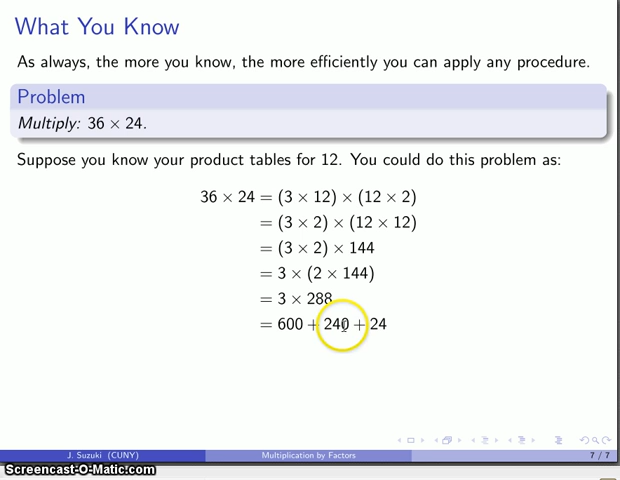 What You Know
As always, the more you know, the more efficiently you can apply any procedure.
Problem
Multiply: 36 × 24.
Suppose you know your product tables for 12. You could do this problem as:
36 × 24 = (3 × 12) × (12 × 2)
= (3 × 2) × (12 × 12)
= (3 × 2) × 144
= 3 × (2 × 144)
= 3 × 288
= 600 + 240 + 24
J. Suzuki (CUNY) Multiplication by Factors 7 / 7
Screencast-O-Matic.com